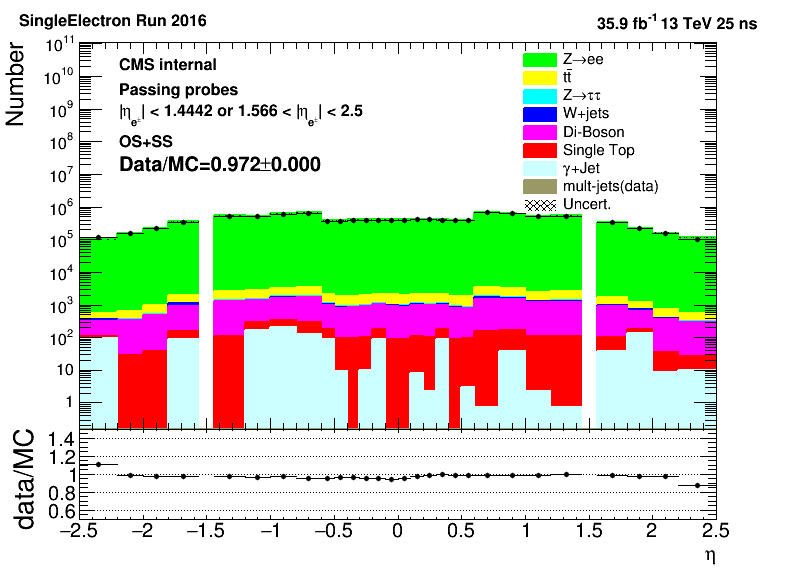 SingleElectron Run 2016
35.9 fb⁻¹ 13 TeV 25 ns
Number
10¹¹
10¹⁰
10⁹
10⁸
10⁷
10⁶
10⁵
10⁴
10³
10²
10
1
CMS internal
Passing probes
|η_e±| < 1.4442 or 1.566 < |η_e±| < 2.5
OS+SS
Data/MC=0.972±0.000
Z→ee
tt̄
Z→ττ
W+jets
Di-Boson
Single Top
γ+Jet
mult-jets(data)
Uncert.
data/MC
1.4
1.2
1
0.8
0.6
−2.5 −2 −1.5 −1 −0.5 0 0.5 1 1.5 2 2.5
η